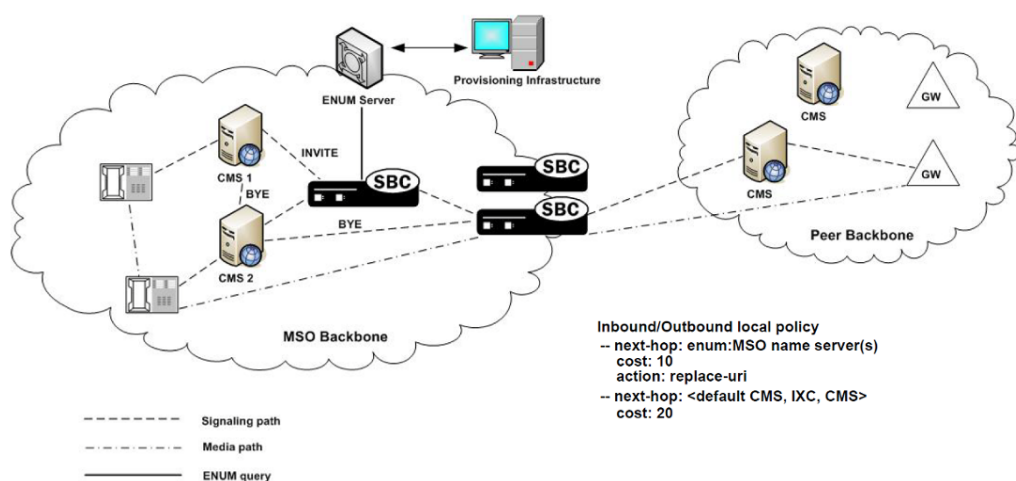 ENUM Server
Provisioning Infrastructure
CMS
GW
INVITE
SBC
SBC
CMS 1
BYE
CMS
GW
SBC
BYE
CMS 2
Peer Backbone
MSO Backbone
Inbound/Outbound local policy
-- next-hop: enum:MSO name server(s)
cost: 10
action: replace-uri
-- next-hop: <default CMS, IXC, CMS>
cost: 20
Signaling path
Media path
ENUM query